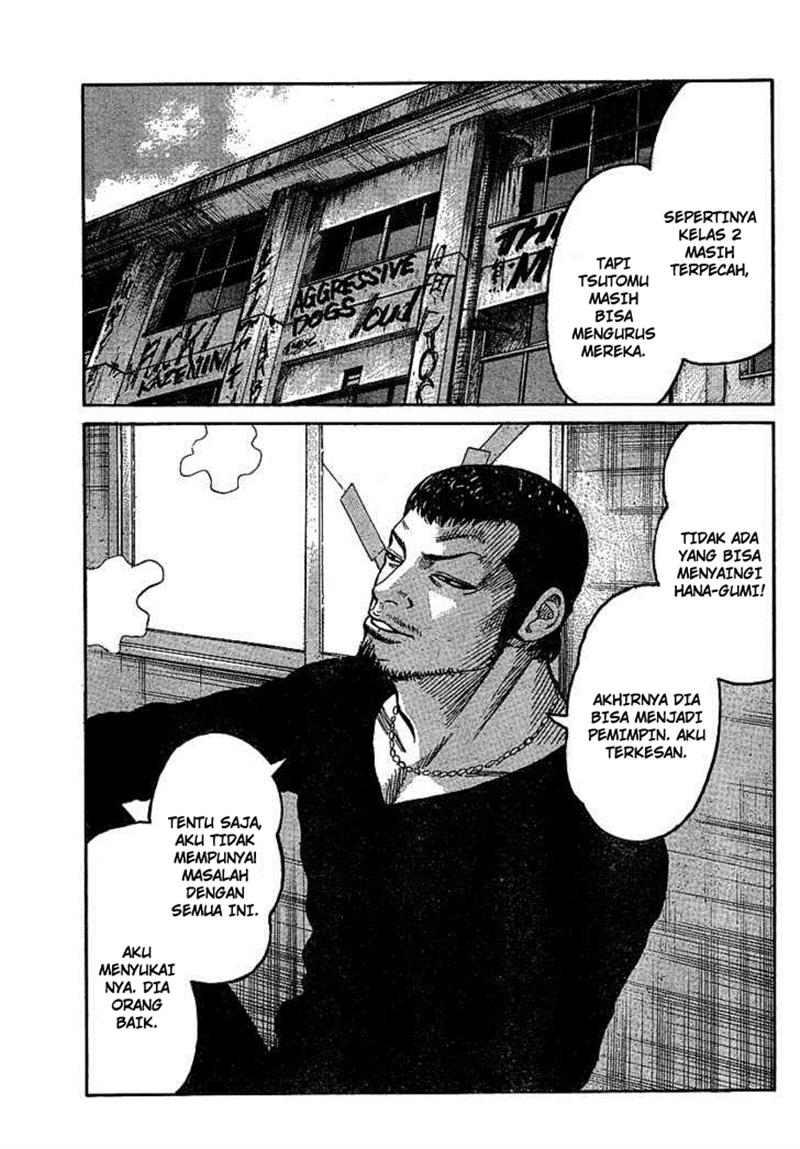 SEPERTINYA
KELAS 2
MASIH
TERPECAH,
TAPI
TSUTOMU
MASIH
BISA
MENGURUS
MEREKA.
AGGRESSIVE
DOGS
TIDAK ADA
YANG BISA
MENYAINGI
HANA-GUMI!
AKHIRNYA DIA
BISA MENJADI
PEMIMPIN. AKU
TERKESAN.
TENTU SAJA,
AKU TIDAK
MEMPUNYAI
MASALAH
DENGAN
SEMUA INI.
AKU
MENYUKAI
NYA. DIA
ORANG
BAIK.